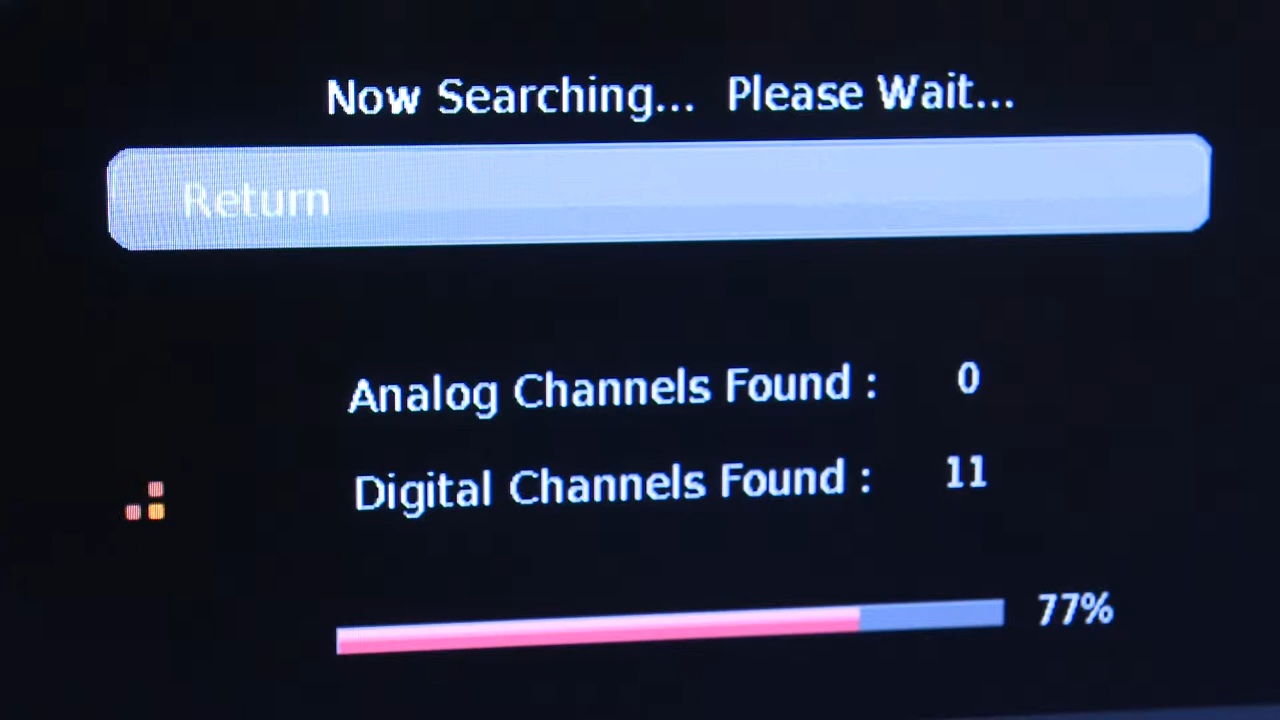 Now Searching... Please Wait...
Return
Analog Channels Found : 0
Digital Channels Found : 11
77%